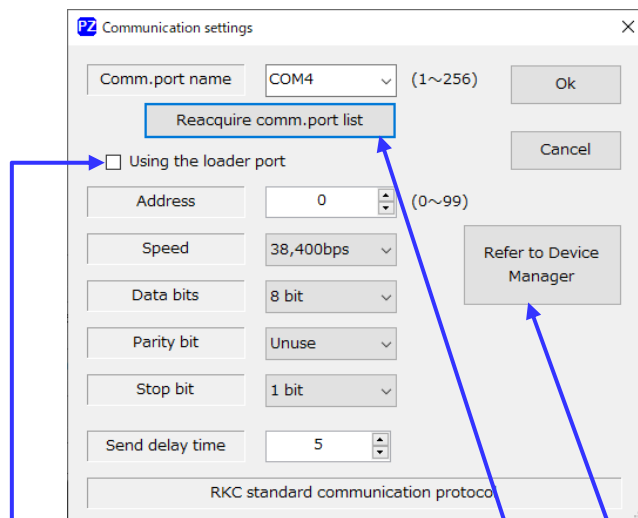 PZ Communication settings
Comm.port name COM4 (1～256) Ok
Reacquire comm.port list
Cancel
Using the loader port
Address 0 (0～99)
Speed 38,400bps
Refer to Device
Manager
Data bits 8 bit
Parity bit Unuse
Stop bit 1 bit
Send delay time 5
RKC standard communication protocol